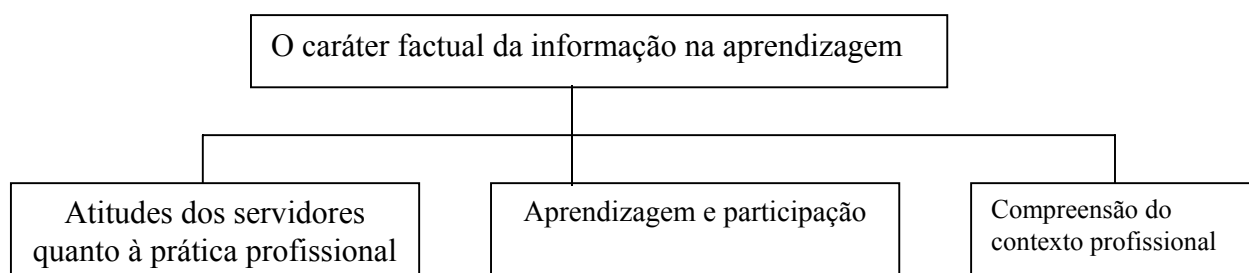 O caráter factual da informação na aprendizagem
Atitudes dos servidores
quanto à prática profissional
Aprendizagem e participação
Compreensão do
contexto profissional